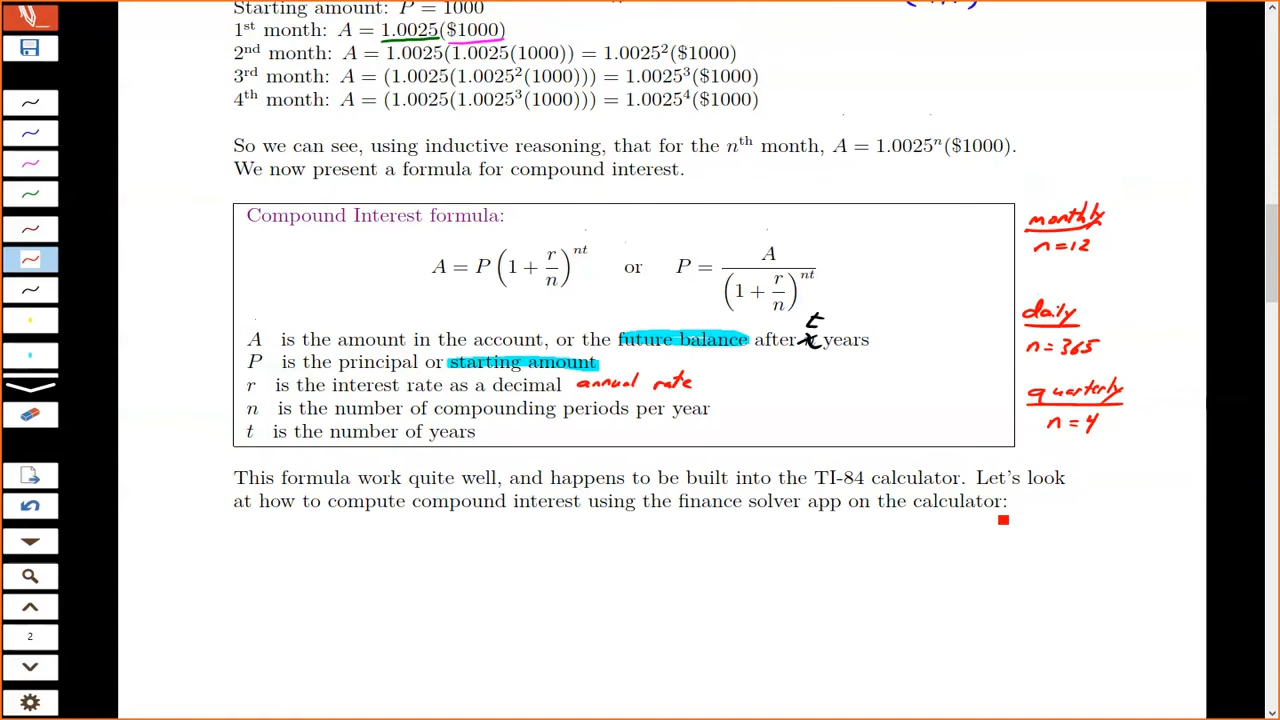 Starting amount: P = 1000
1st month: A = 1.0025($1000)
2nd month: A = 1.0025(1.0025(1000)) = 1.0025²($1000)
3rd month: A = (1.0025(1.0025²(1000))) = 1.0025³($1000)
4th month: A = (1.0025(1.0025³(1000))) = 1.0025⁴($1000)
So we can see, using inductive reasoning, that for the nth month, A = 1.0025ⁿ($1000).
We now present a formula for compound interest.
Compound Interest formula:
A = P(1 + r/n)^nt or P = A/(1 + r/n)^nt
A is the amount in the account, or the future balance after t years
P is the principal or starting amount
r is the interest rate as a decimal annual rate
n is the number of compounding periods per year
t is the number of years
monthly
n = 12
daily
n = 365
quarterly
n = 4
This formula work quite well, and happens to be built into the TI-84 calculator. Let's look
at how to compute compound interest using the finance solver app on the calculator:
2